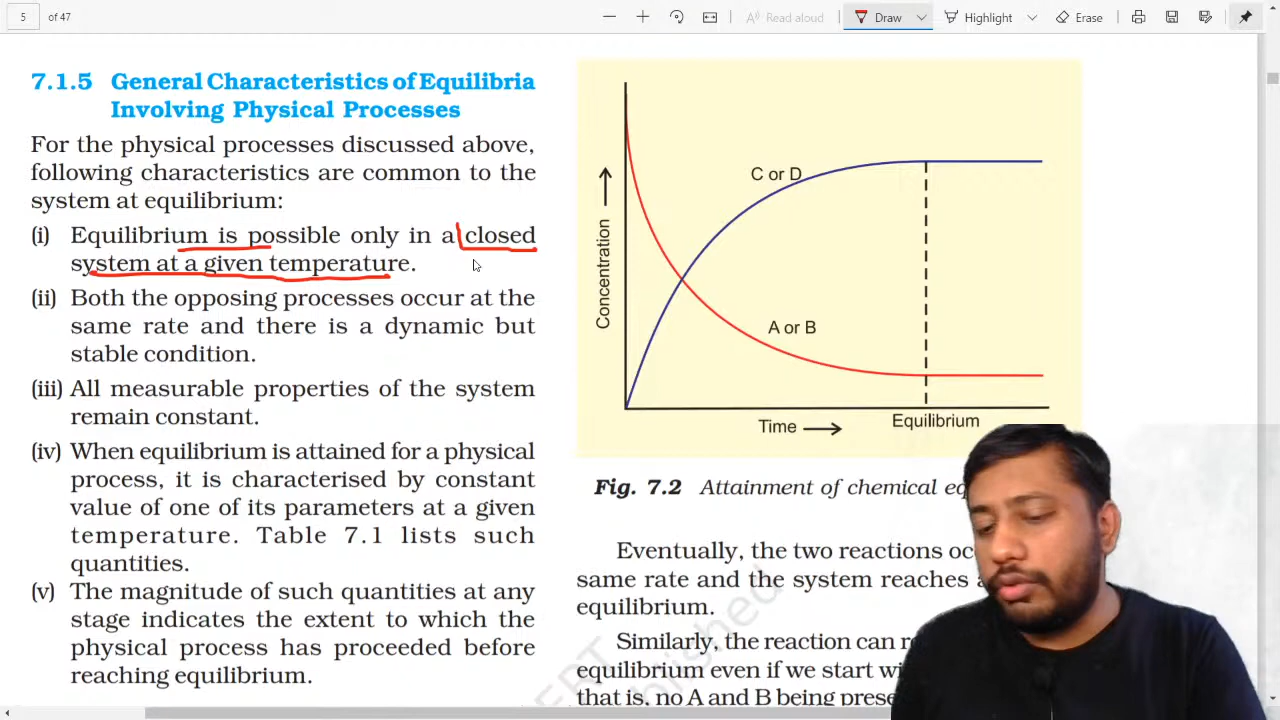 5 of 47
Read aloud
Draw
Highlight
Erase
7.1.5 General Characteristics of Equilibria
Involving Physical Processes
For the physical processes discussed above,
following characteristics are common to the
system at equilibrium:
(i) Equilibrium is possible only in a closed
system at a given temperature.
(ii) Both the opposing processes occur at the
same rate and there is a dynamic but
stable condition.
(iii) All measurable properties of the system
remain constant.
(iv) When equilibrium is attained for a physical
process, it is characterised by constant
value of one of its parameters at a given
temperature. Table 7.1 lists such
quantities.
(v) The magnitude of such quantities at any
stage indicates the extent to which the
physical process has proceeded before
reaching equilibrium.
Concentration
C or D
A or B
Time
Equilibrium
Fig. 7.2 Attainment of chemical
Eventually, the two reactions
same rate and the system reaches
equilibrium.
Similarly, the reaction can
equilibrium even if we start
that is, no A and B being